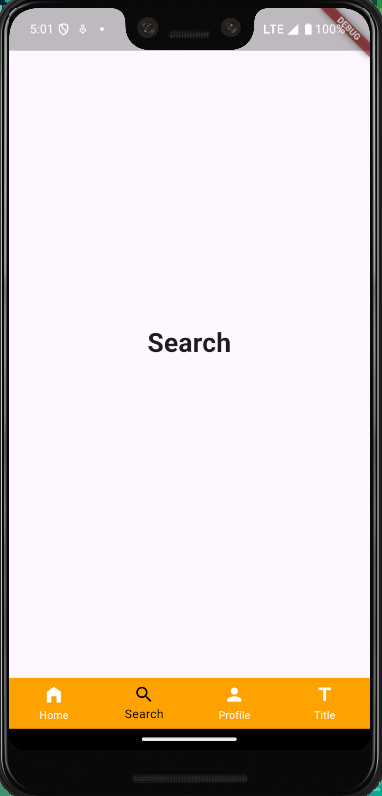 5:01 LTE 100%
DEBUG
Search
Home Search Profile Title